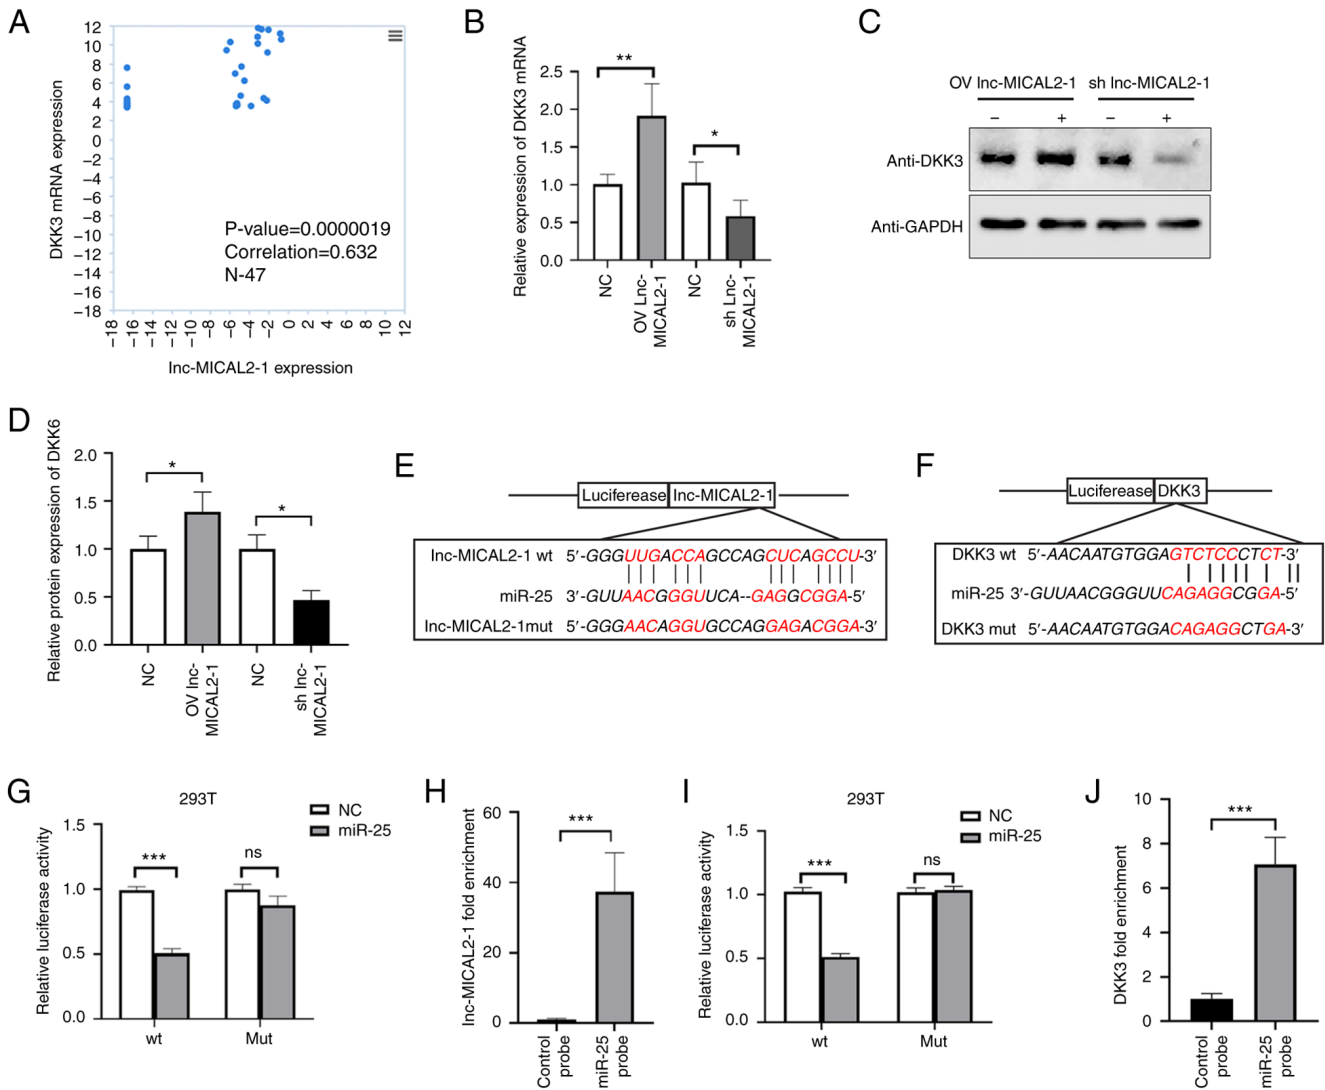 A
12
10
8
6
4
2
0
−2
−4
−6
−8
−10
−12
−14
−16
−18
DKK3 mRNA expression
P-value=0.0000019
Correlation=0.632
N-47
−18
−16
−14
−12
−10
−8
−6
−4
−2
0
2
4
6
8
10
12
lnc-MICAL2-1 expression
B
Relative expression of DKK3 mRNA
2.5
2.0
1.5
1.0
0.5
0.0
**
*
NC
OV Lnc-
MICAL2-1
NC
sh Lnc-
MICAL2-1
C
OV lnc-MICAL2-1 sh lnc-MICAL2-1
− + − +
Anti-DKK3
Anti-GAPDH
D
Relative protein expression of DKK6
2.0
1.5
1.0
0.5
0.0
*
*
NC
OV lnc-
MICAL2-1
NC
sh lnc-
MICAL2-1
E
Luciferease lnc-MICAL2-1
lnc-MICAL2-1 wt 5′-GGGUUGACCAGCCAGCUCAGCCU-3′
miR-25 3′-GUUAACGGGUUCA--GAGGCGGA-5′
lnc-MICAL2-1mut 5′-GGGAACAGGUGCCAGGAGACGGA-3′
F
Luciferease DKK3
DKK3 wt 5′-AACAATGTGGAGTCTCCCTCT-3′
miR-25 3′-GUUAACGGGUUCAGAGGCGGA-5′
DKK3 mut 5′-AACAATGTGGACAGAGGCTGA-3′
G
293T
NC
miR-25
Relative luciferase activity
1.5
1.0
0.5
0.0
***
ns
wt
Mut
H
lnc-MICAL2-1 fold enrichment
60
40
20
0
***
Control
probe
miR-25
probe
I
293T
NC
miR-25
Relative luciferase activity
1.5
1.0
0.5
0.0
***
ns
wt
Mut
J
DKK3 fold enrichment
10
8
6
4
2
0
***
Control
probe
miR-25
probe